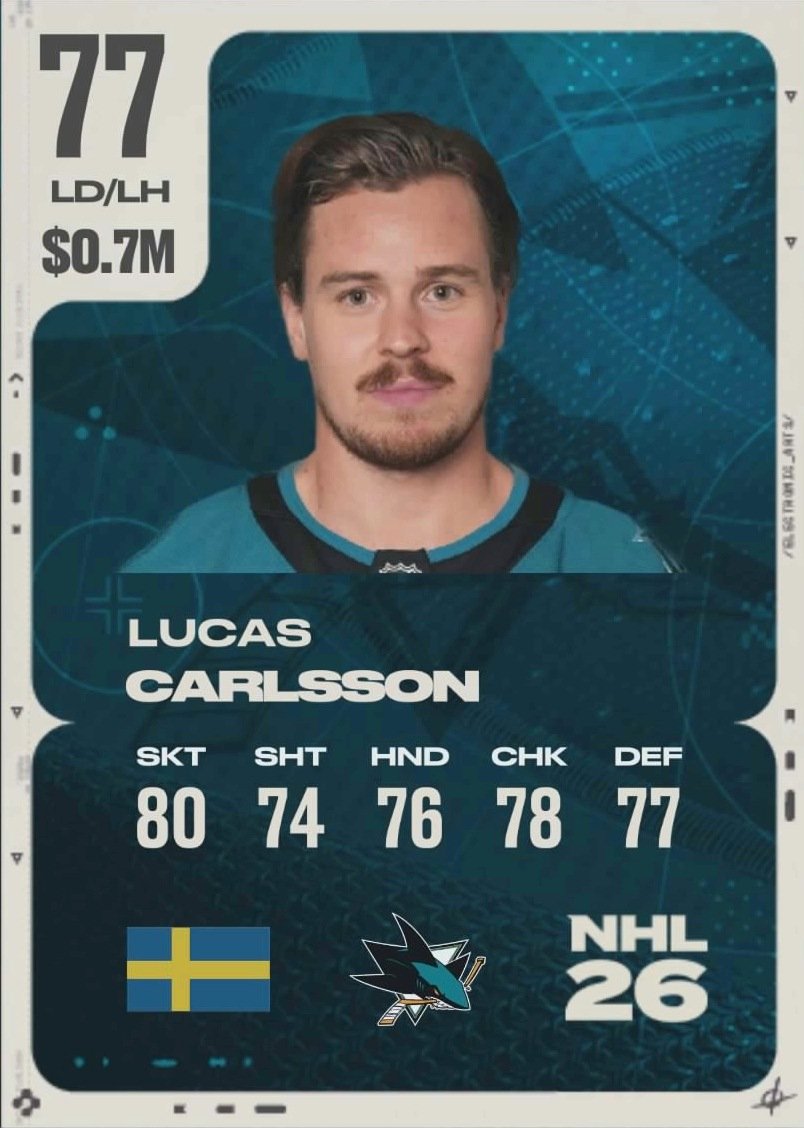 77
LD/LH
$0.7M
LUCAS
CARLSSON
SKT SHT HND CHK DEF
80 74 76 78 77
NHL
26
/ELECTRONIC_ARTS/